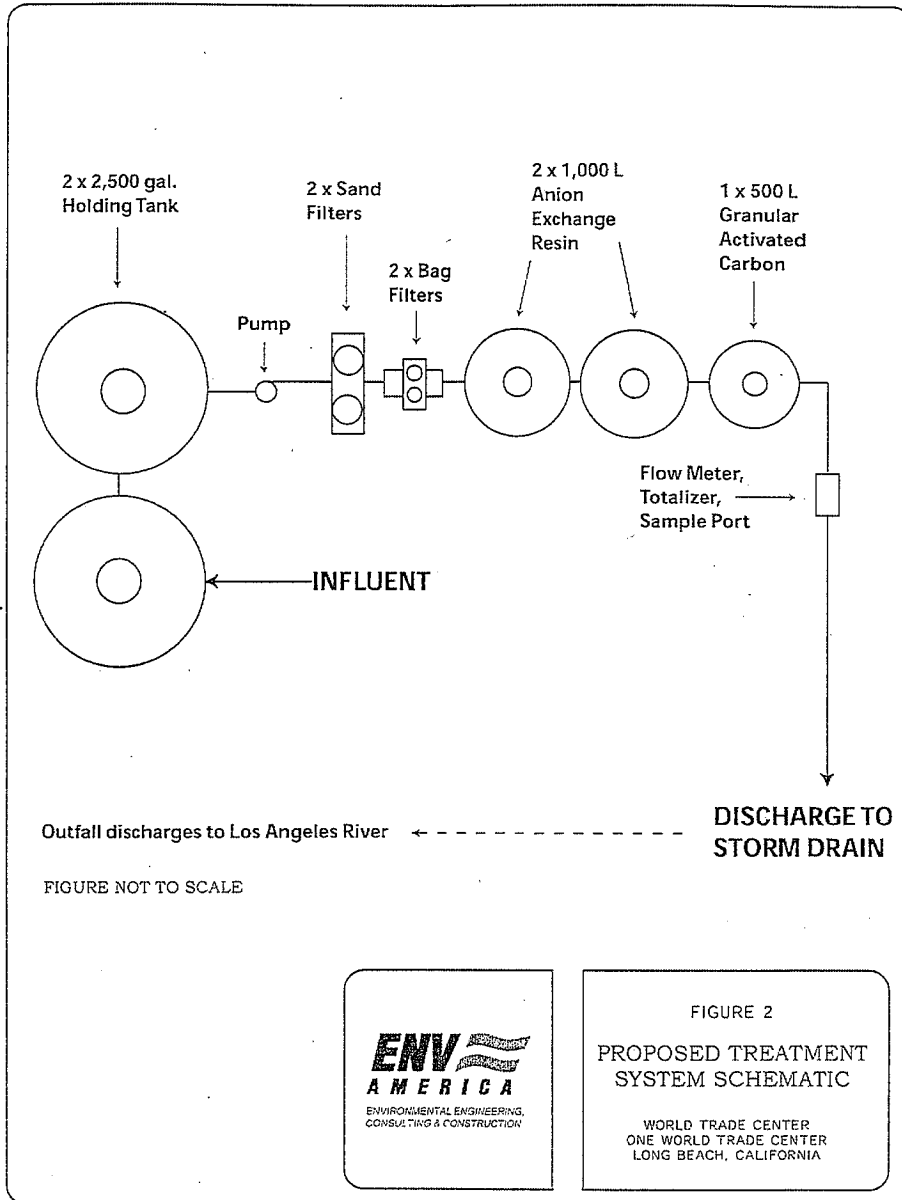 2 x 2,500 gal.
Holding Tank
2 x Sand
Filters
2 x 1,000 L
Anion
Exchange
Resin
1 x 500 L
Granular
Activated
Carbon
2 x Bag
Filters
Pump
Flow Meter,
Totalizer,
Sample Port
INFLUENT
DISCHARGE TO
STORM DRAIN
Outfall discharges to Los Angeles River
FIGURE NOT TO SCALE
ENV
AMERICA
ENVIRONMENTAL ENGINEERING,
CONSULTING & CONSTRUCTION
FIGURE 2
PROPOSED TREATMENT
SYSTEM SCHEMATIC
WORLD TRADE CENTER
ONE WORLD TRADE CENTER
LONG BEACH, CALIFORNIA